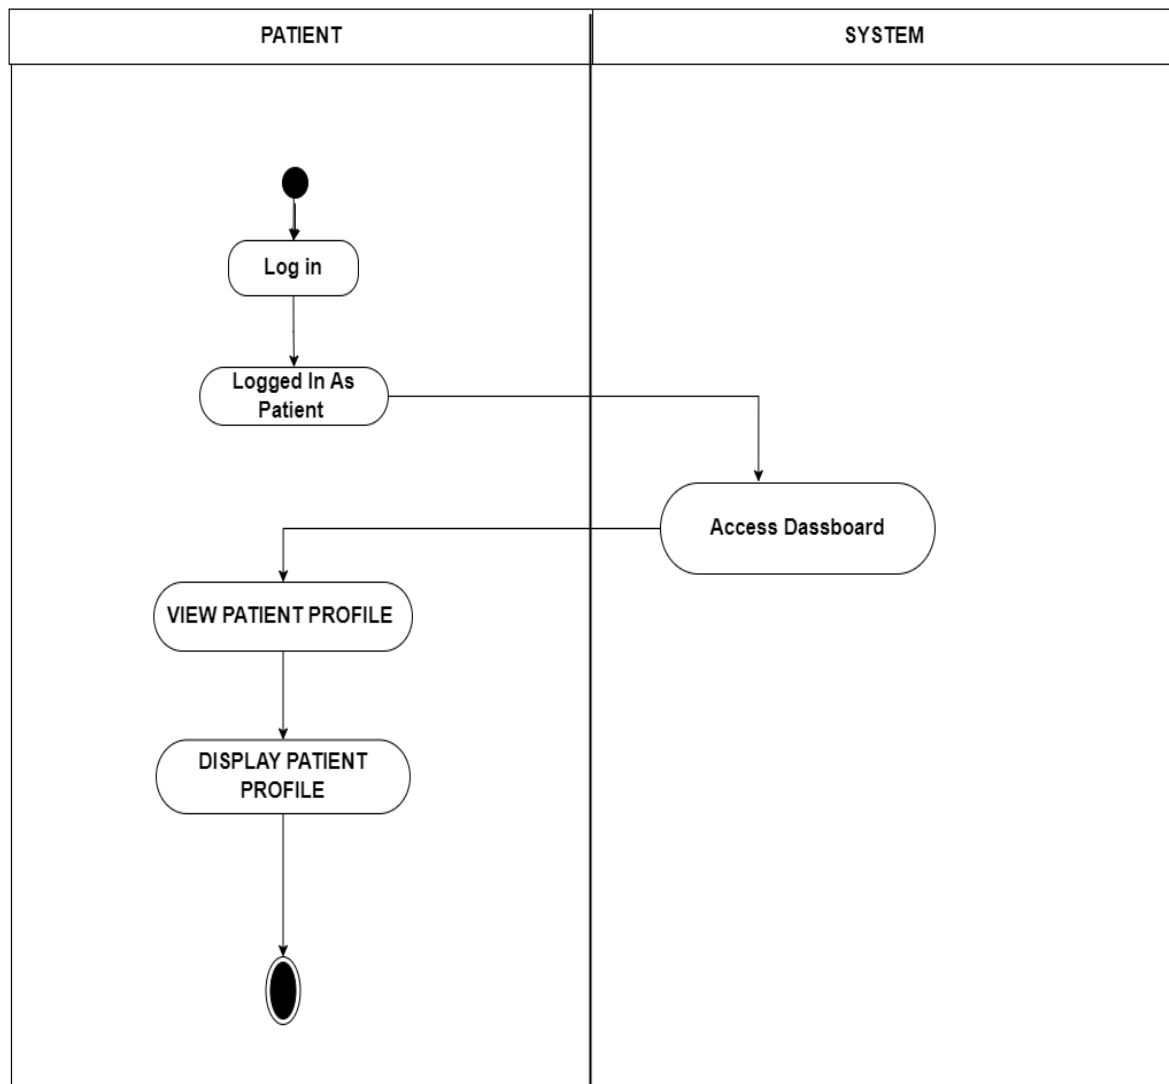 PATIENT
SYSTEM
Log in
Logged In As
Patient
Access Dassboard
VIEW PATIENT PROFILE
DISPLAY PATIENT
PROFILE